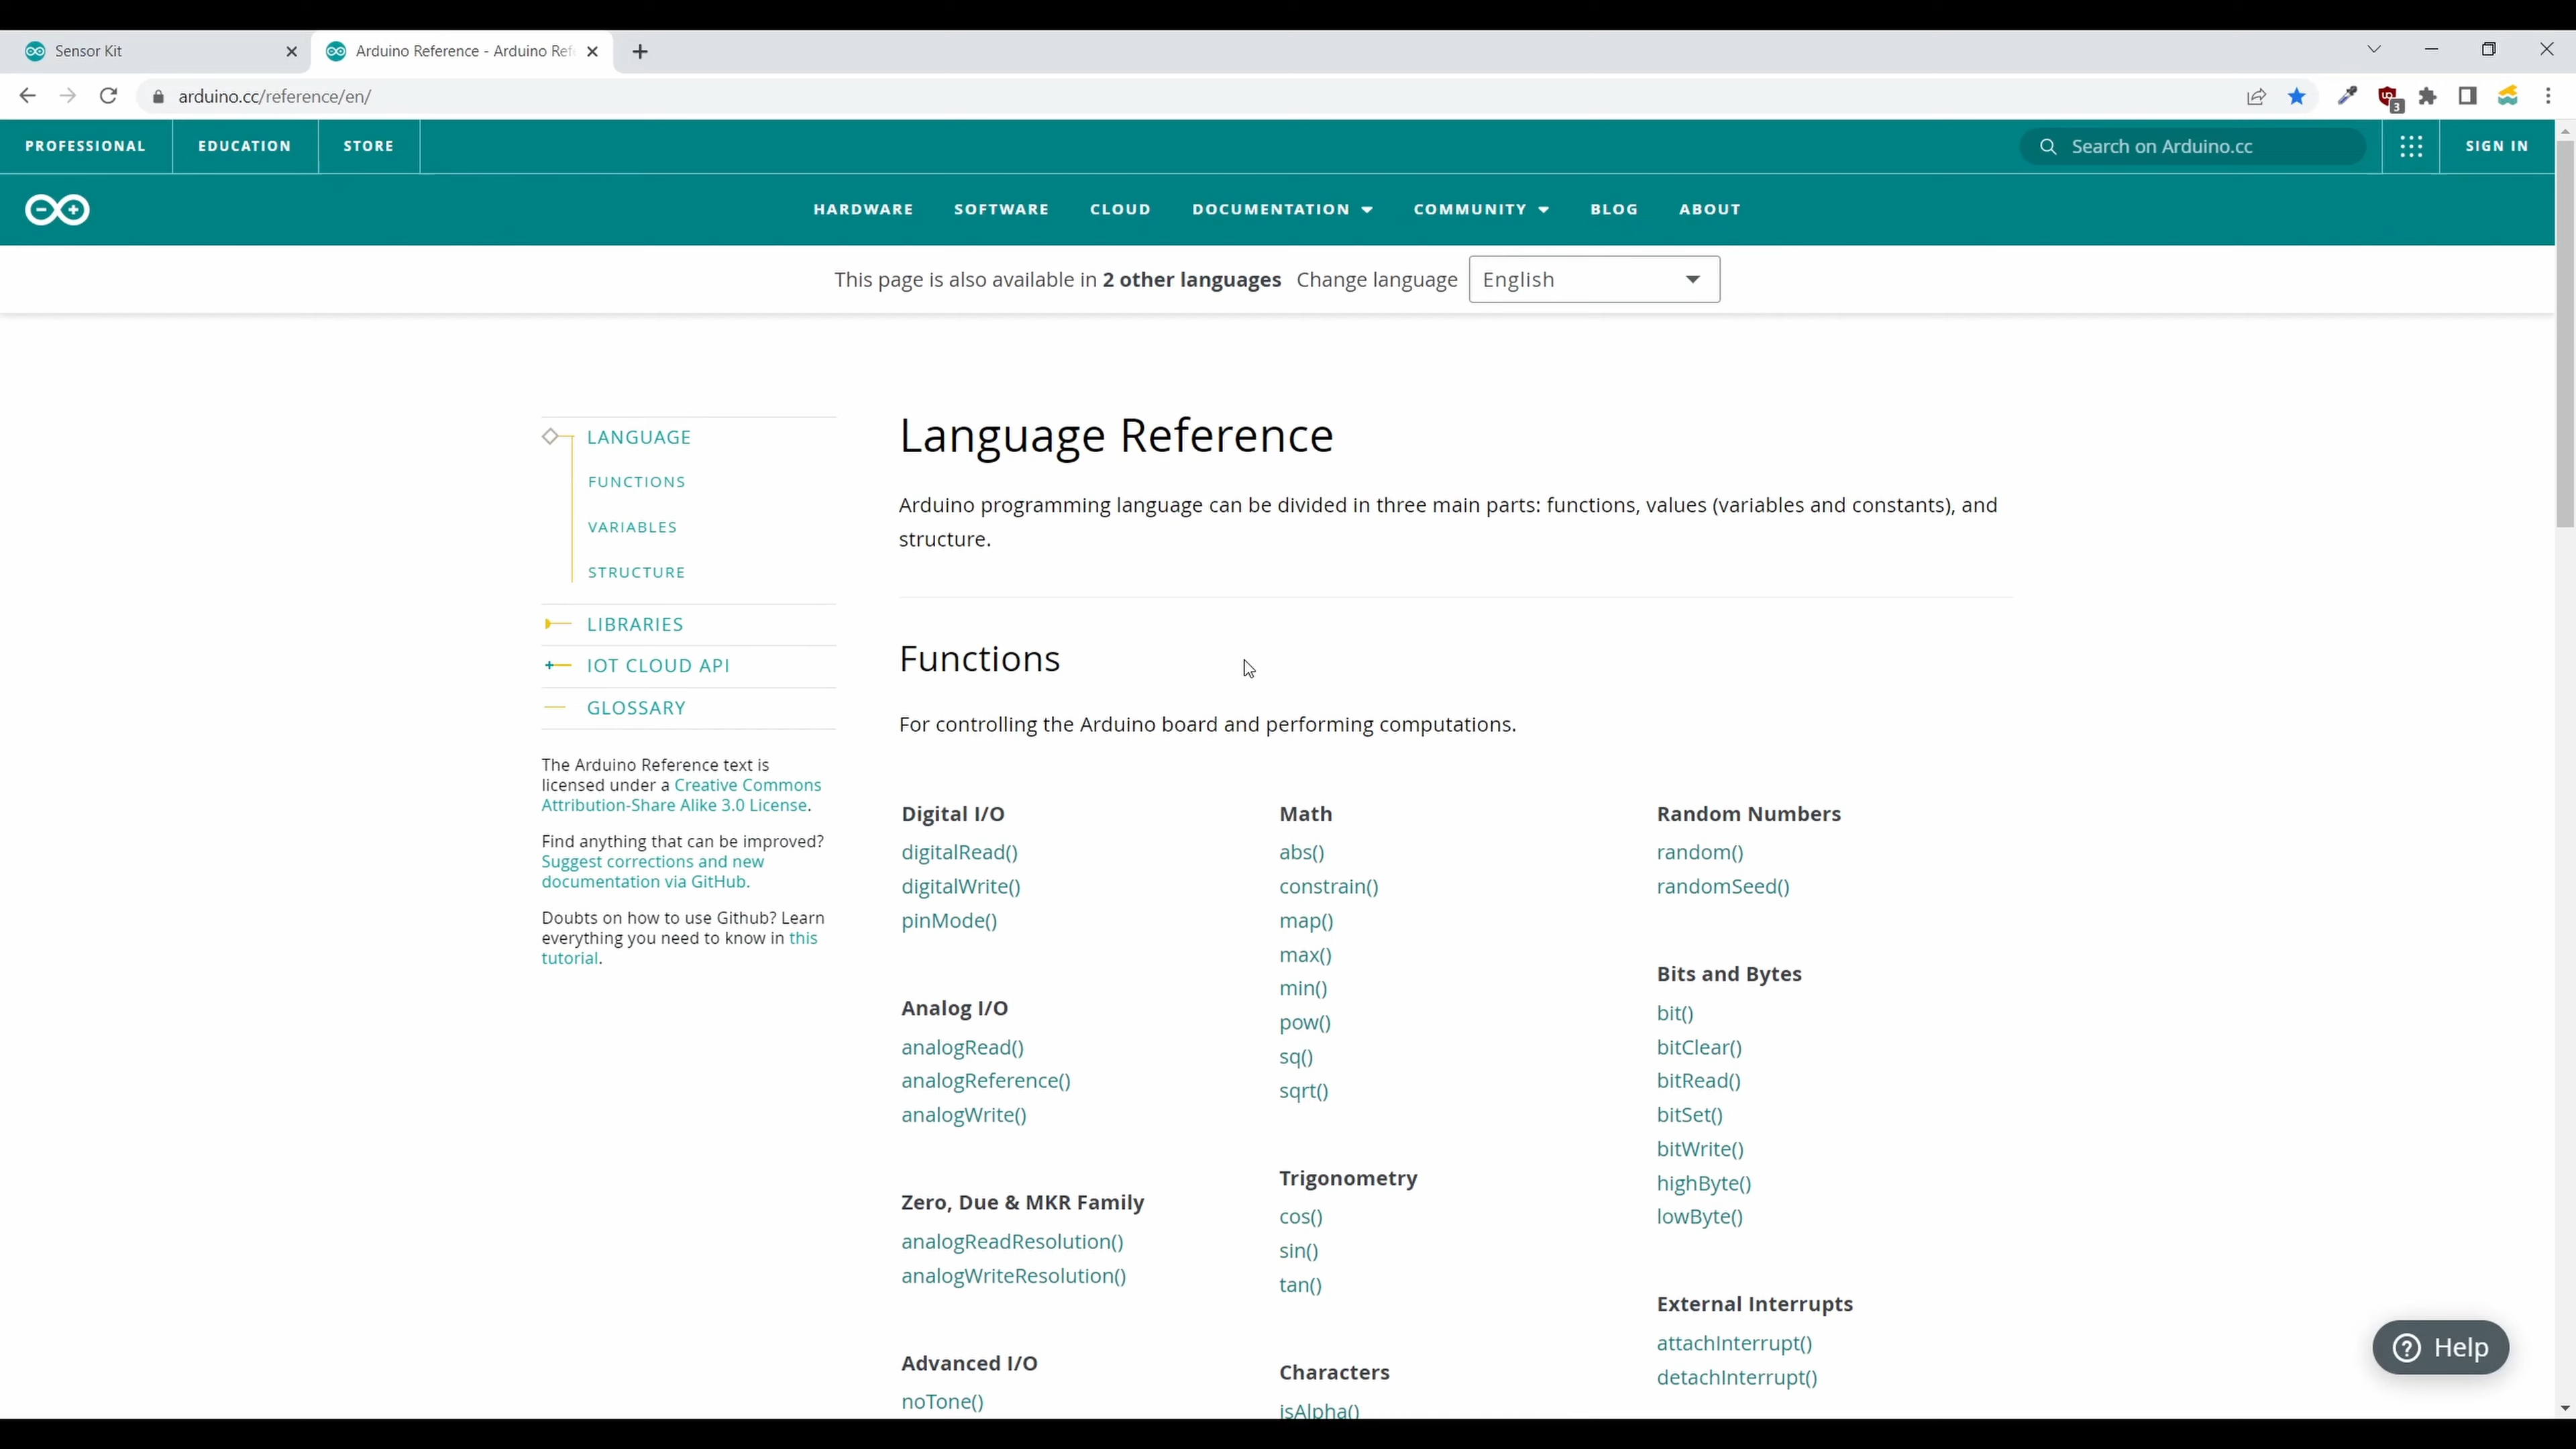 Sensor Kit
Arduino Reference - Arduino Ref
arduino.cc/reference/en/
3
PROFESSIONAL
EDUCATION
STORE
Search on Arduino.cc
SIGN IN
HARDWARE
SOFTWARE
CLOUD
DOCUMENTATION
COMMUNITY
BLOG
ABOUT
This page is also available in 2 other languages Change language
English
LANGUAGE
FUNCTIONS
VARIABLES
STRUCTURE
LIBRARIES
IOT CLOUD API
GLOSSARY
The Arduino Reference text is
licensed under a Creative Commons
Attribution-Share Alike 3.0 License.
Find anything that can be improved?
Suggest corrections and new
documentation via GitHub.
Doubts on how to use Github? Learn
everything you need to know in this
tutorial.
Language Reference
Arduino programming language can be divided in three main parts: functions, values (variables and constants), and
structure.
Functions
For controlling the Arduino board and performing computations.
Digital I/O
digitalRead()
digitalWrite()
pinMode()
Analog I/O
analogRead()
analogReference()
analogWrite()
Zero, Due & MKR Family
analogReadResolution()
analogWriteResolution()
Advanced I/O
noTone()
Math
abs()
constrain()
map()
max()
min()
pow()
sq()
sqrt()
Trigonometry
cos()
sin()
tan()
Characters
isAlpha()
Random Numbers
random()
randomSeed()
Bits and Bytes
bit()
bitClear()
bitRead()
bitSet()
bitWrite()
highByte()
lowByte()
External Interrupts
attachInterrupt()
detachInterrupt()
Help